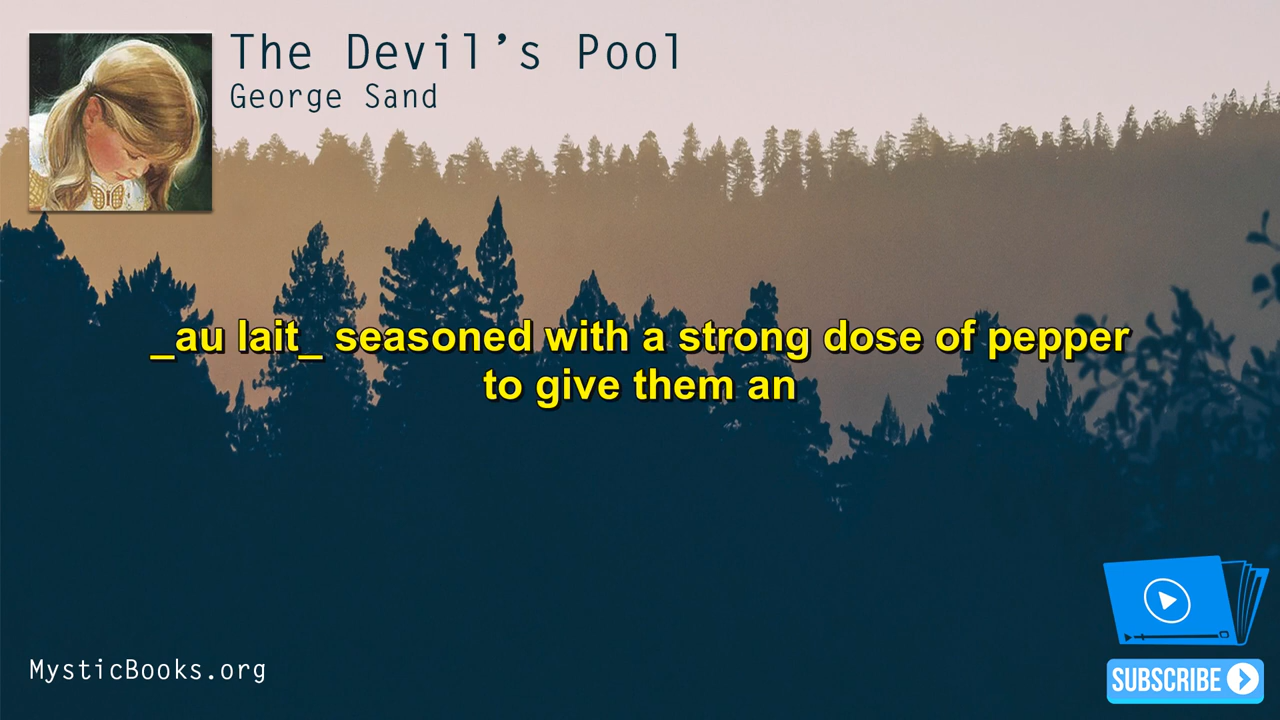 The Devil’s Pool
George Sand
_au lait_ seasoned with a strong dose of pepper
to give them an
MysticBooks.org
SUBSCRIBE